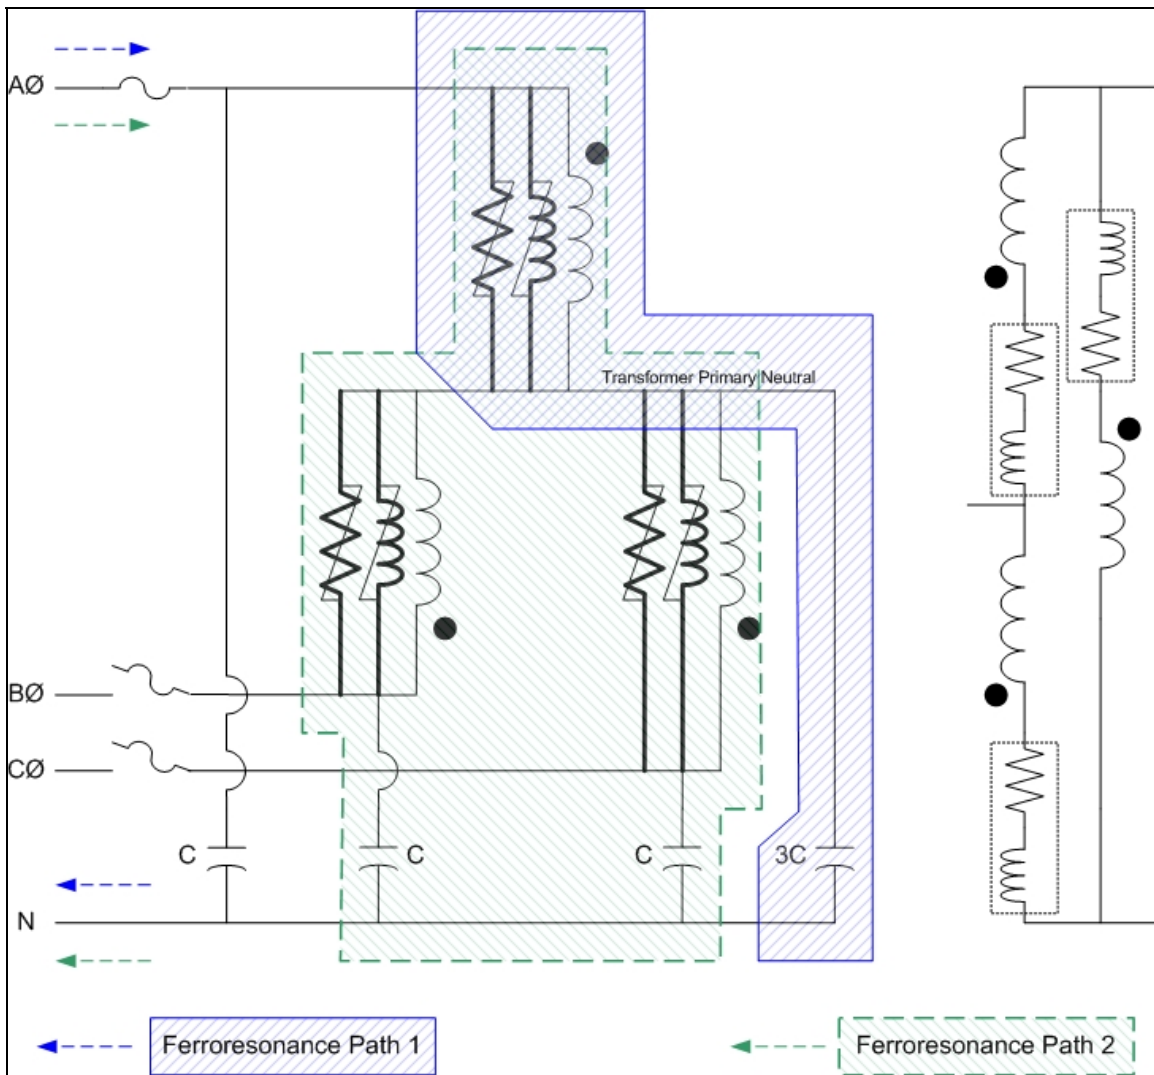 AØ
Transformer Primary Neutral
BØ
CØ
C
C
C
3C
N
Ferroresonance Path 1
Ferroresonance Path 2